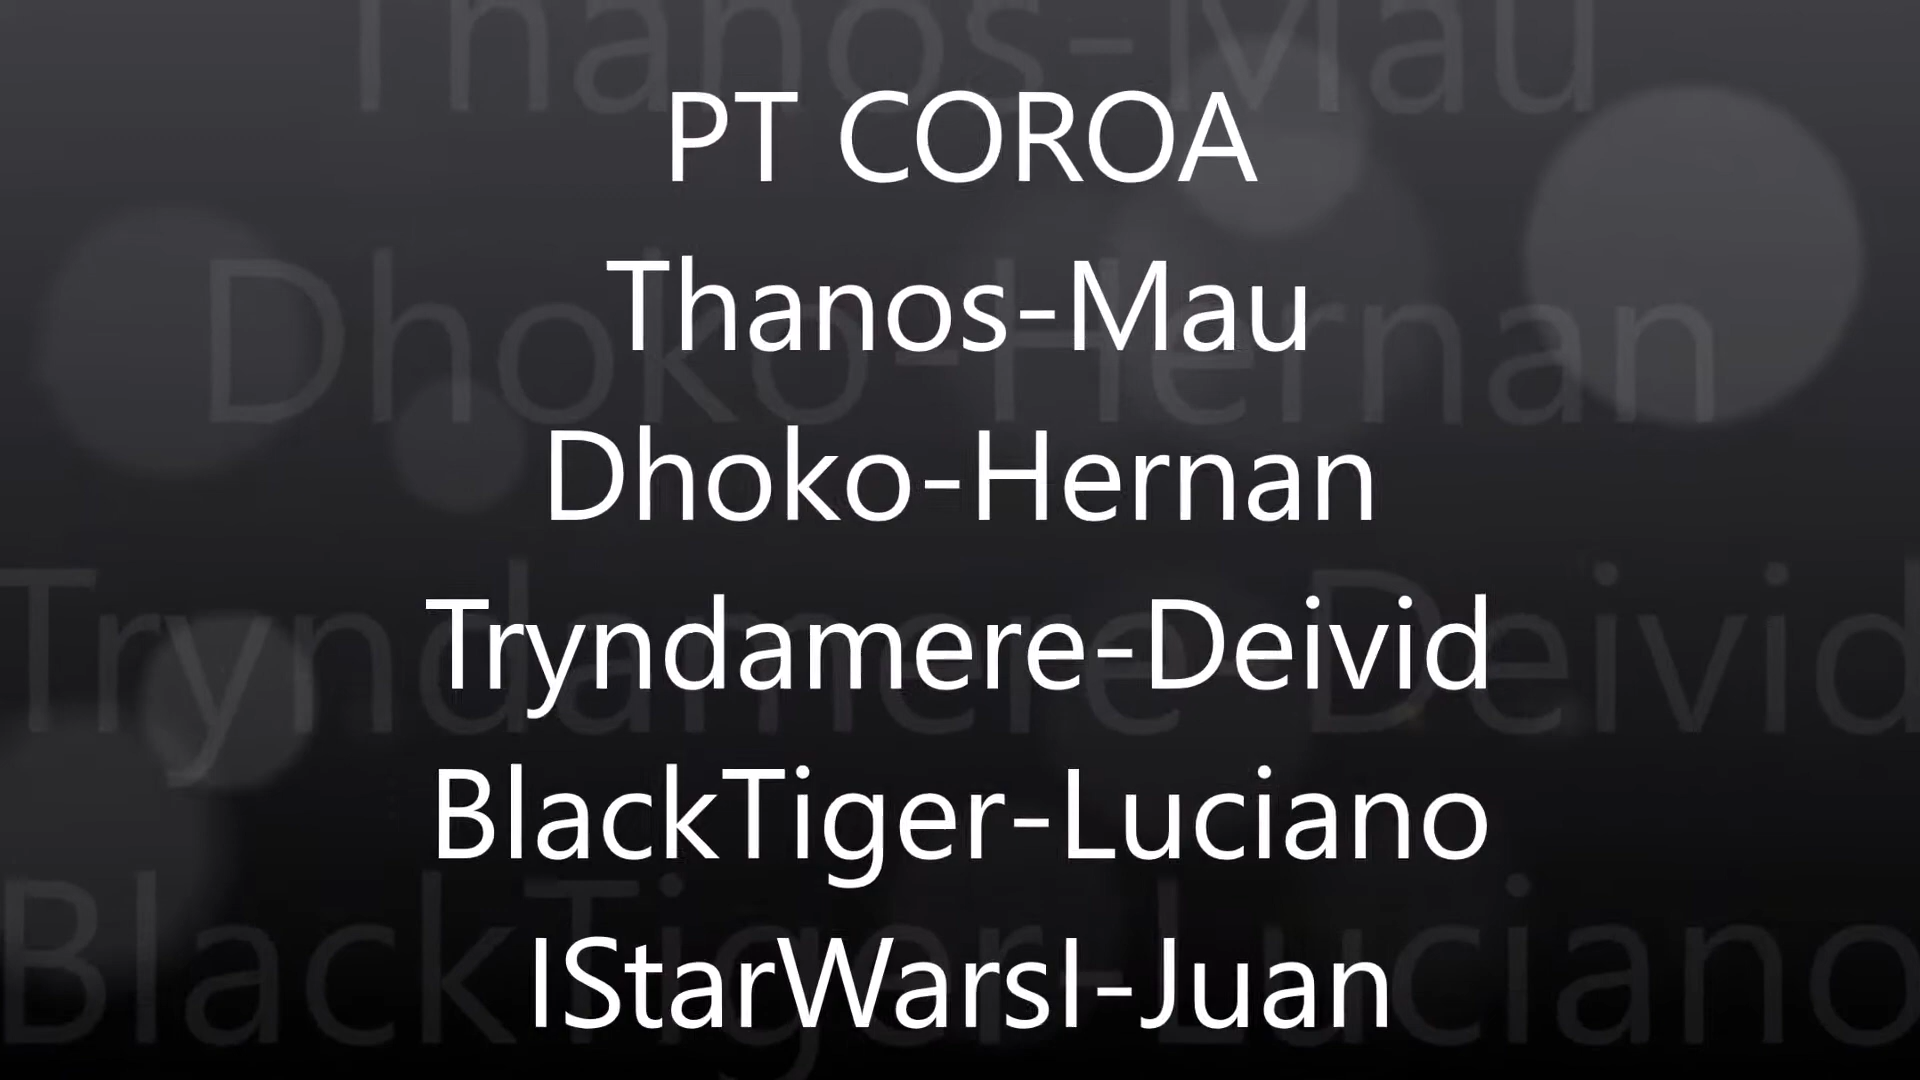 PT COROA
Thanos-Mau
Dhoko-Hernan
Tryndamere-Deivid
BlackTiger-Luciano
IStarWarsI-Juan